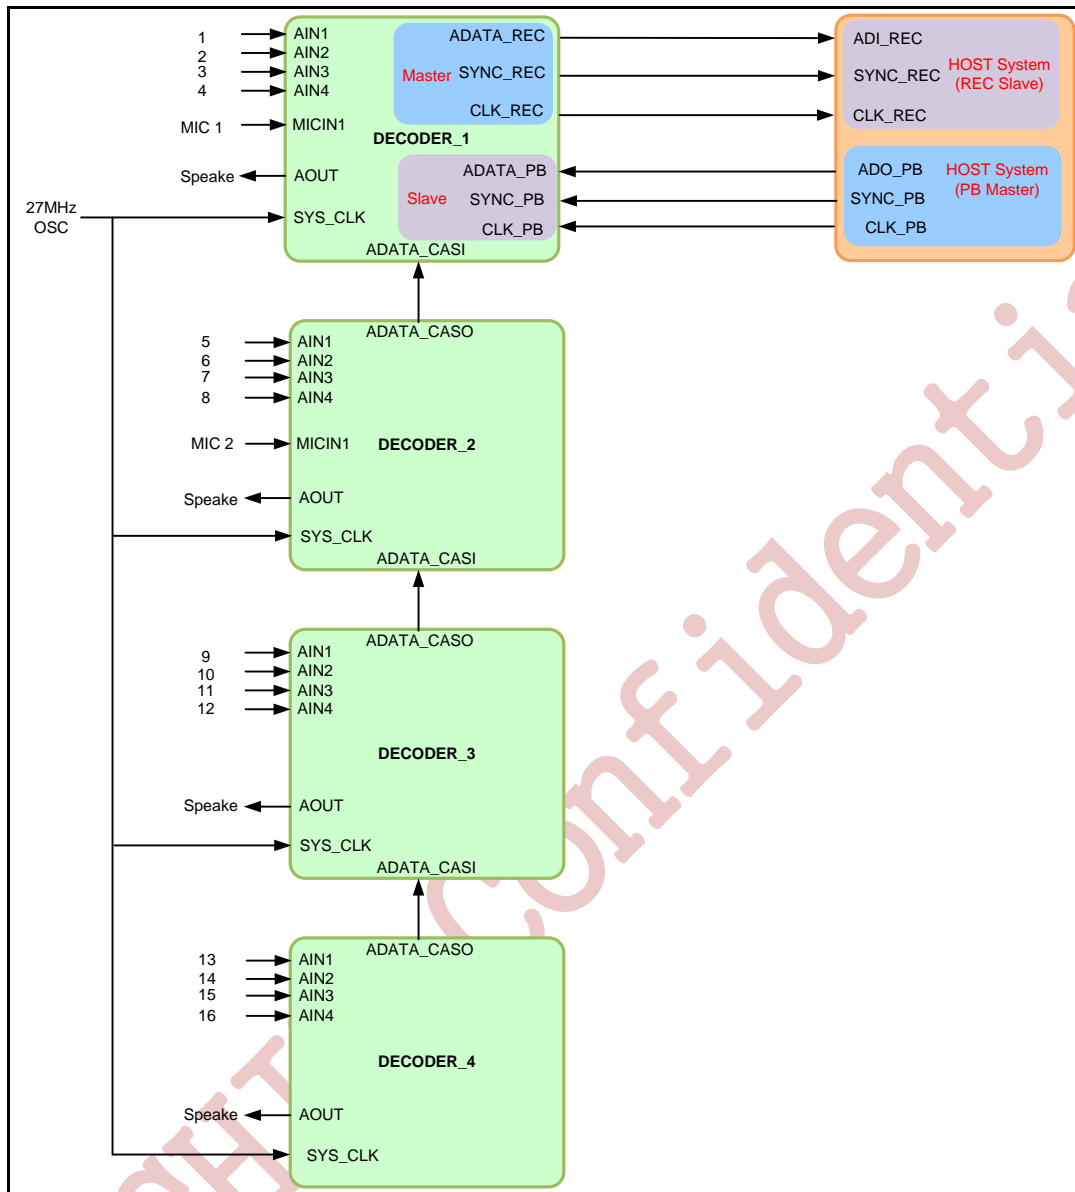 1 AIN1 ADATA_REC ADI_REC
2 AIN2
3 AIN3 Master SYNC_REC SYNC_REC HOST System
4 AIN4 (REC Slave)
CLK_REC CLK_REC
MIC 1 MICIN1
DECODER_1
Speake AOUT ADATA_PB ADO_PB HOST System
Slave SYNC_PB SYNC_PB (PB Master)
27MHz
OSC SYS_CLK
CLK_PB CLK_PB
ADATA_CASI
ADATA_CASO
5 AIN1
6 AIN2
7 AIN3
8 AIN4
MIC 2 MICIN1 DECODER_2
Speake AOUT
SYS_CLK
ADATA_CASI
ADATA_CASO
9 AIN1
10 AIN2
11 AIN3
12 AIN4
DECODER_3
Speake AOUT
SYS_CLK
ADATA_CASI
ADATA_CASO
13 AIN1
14 AIN2
15 AIN3
16 AIN4
DECODER_4
Speake AOUT
SYS_CLK